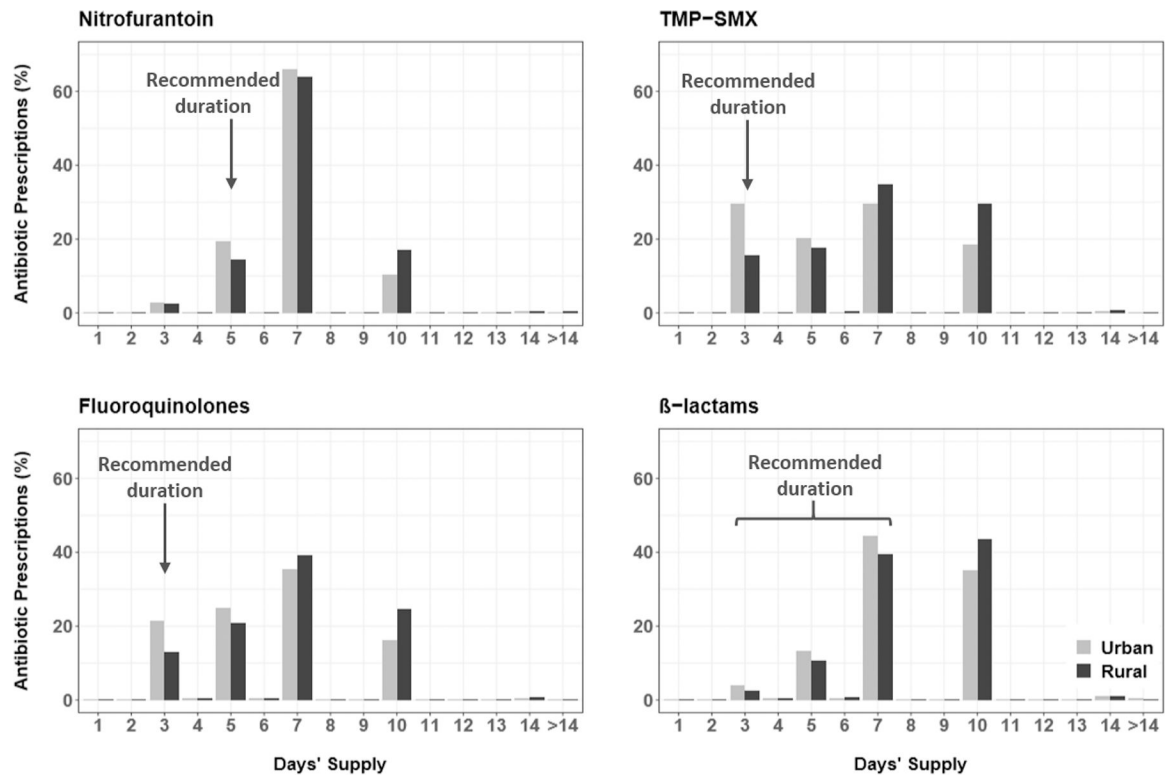 Nitrofurantoin
Antibiotic Prescriptions (%)
60
40
20
0
Recommended
duration
1 2 3 4 5 6 7 8 9 10 11 12 13 14 >14
TMP−SMX
60
40
20
0
Recommended
duration
1 2 3 4 5 6 7 8 9 10 11 12 13 14 >14
Fluoroquinolones
Antibiotic Prescriptions (%)
60
40
20
0
Recommended
duration
1 2 3 4 5 6 7 8 9 10 11 12 13 14 >14
Days' Supply
ß−lactams
60
40
20
0
Recommended
duration
Urban
Rural
1 2 3 4 5 6 7 8 9 10 11 12 13 14 >14
Days' Supply